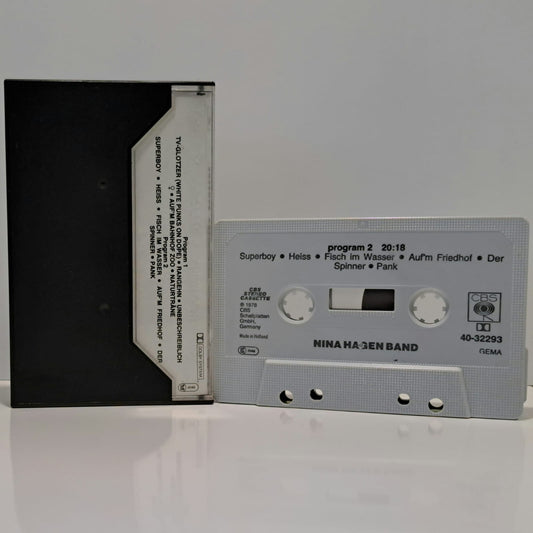 Program 1
TV-GLOTZER (WHITE PUNKS ON DOPE) • RANGEHN • UNBESCHREIBLICH
♀ • AUF'M BAHNHOF ZOO • NATURTRÄNE
Program 2
SUPERBOY • HEISS • FISCH IM WASSER • AUF'M FRIEDHOF • DER
SPINNER • PANK
DOLBY SYSTEM
program 2 20:18
Superboy • Heiss • Fisch im Wasser • Auf'm Friedhof • Der
Spinner • Pank
CBS
STEREO
CASSETTE
℗ 1978
CBS
Schallplatten
GmbH,
Germany
Made in Holland
CBS
40-32293
GEMA
NINA HAGEN BAND